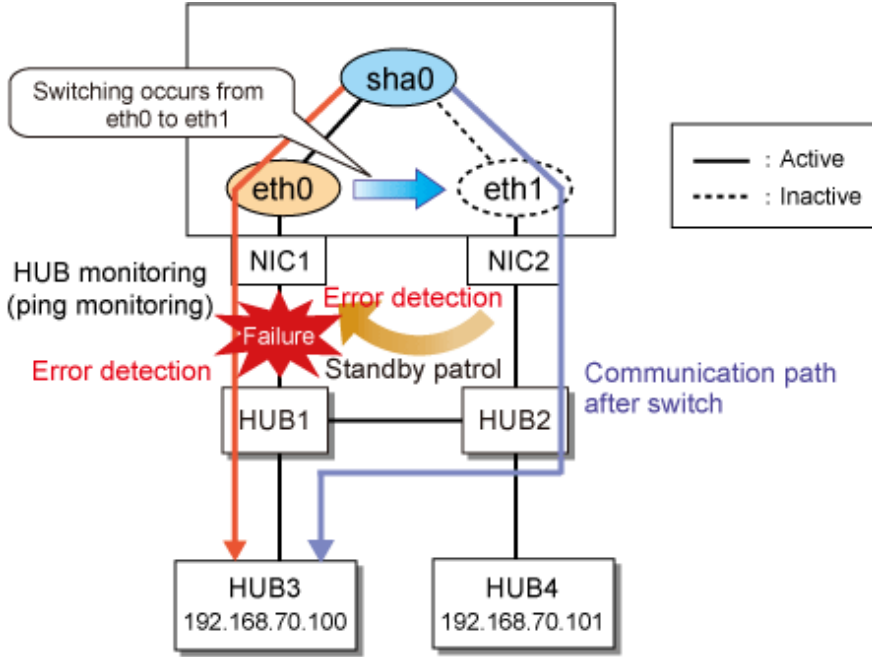 sha0
Switching occurs from
eth0 to eth1
eth0
eth1
: Active
: Inactive
NIC1
NIC2
HUB monitoring
(ping monitoring)
Error detection
Failure
Error detection
Standby patrol
Communication path
after switch
HUB1
HUB2
HUB3
192.168.70.100
HUB4
192.168.70.101